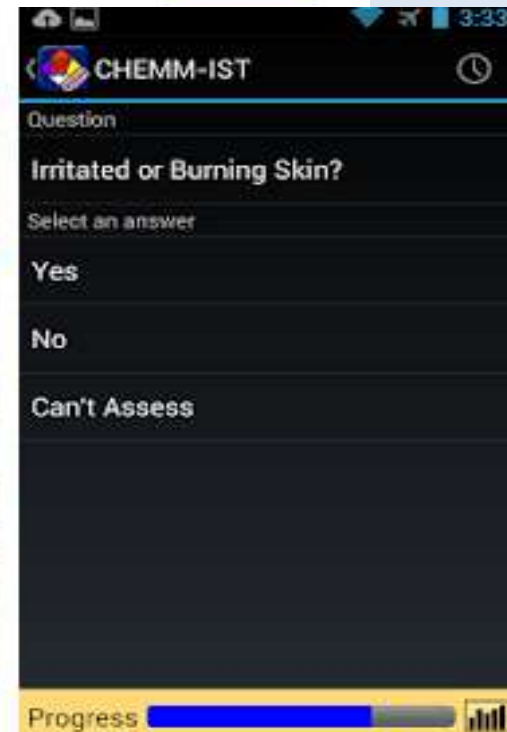 3:33
CHEMM-IST
Question
Irritated or Burning Skin?
Select an answer
Yes
No
Can't Assess
Progress